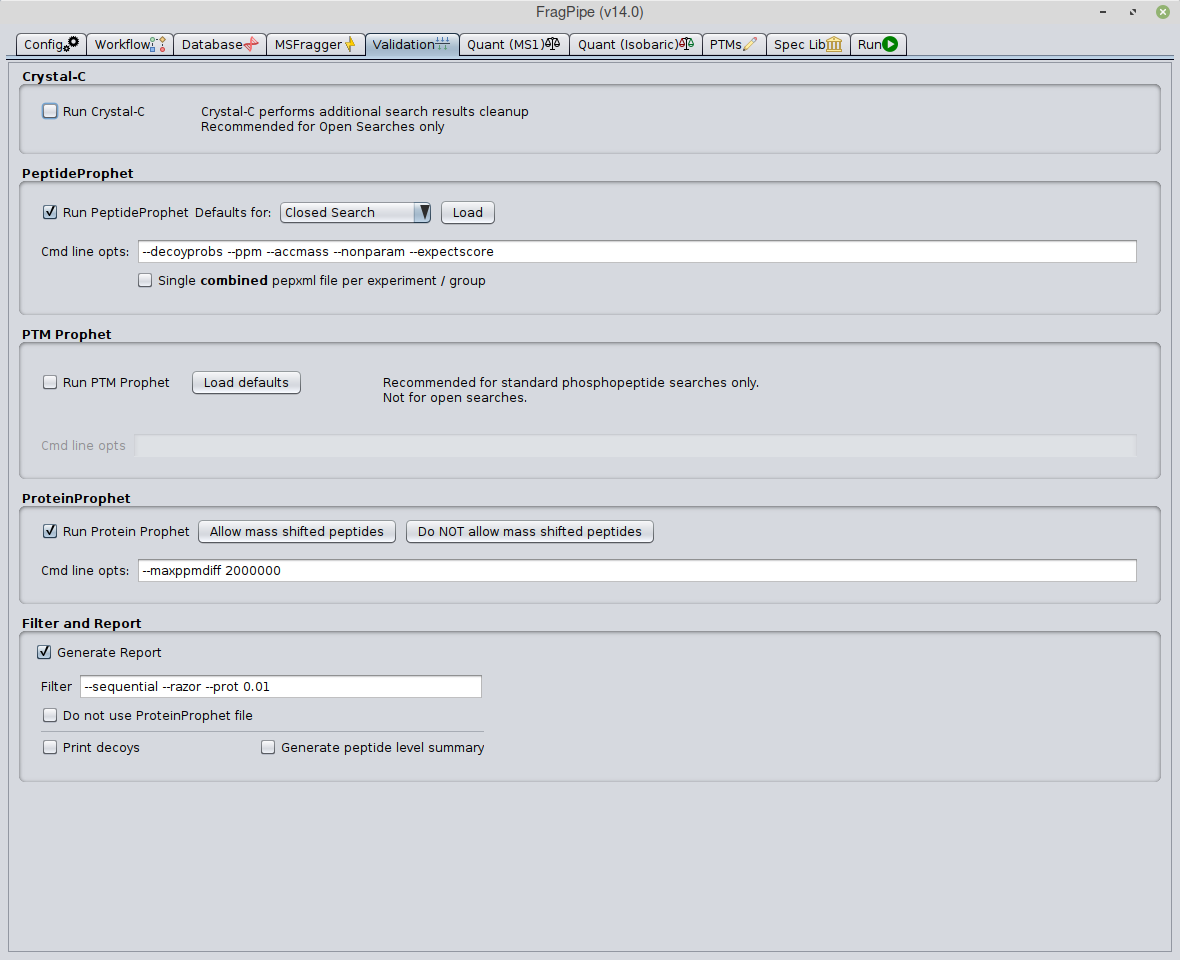 FragPipe (v14.0)
Config Workflow Database MSFragger Validation Quant (MS1) Quant (Isobaric) PTMs Spec Lib Run
Crystal-C
Run Crystal-C Crystal-C performs additional search results cleanup
Recommended for Open Searches only
PeptideProphet
Run PeptideProphet Defaults for: Closed Search Load
Cmd line opts: --decoyprobs --ppm --accmass --nonparam --expectscore
Single combined pepxml file per experiment / group
PTM Prophet
Run PTM Prophet Load defaults Recommended for standard phosphopeptide searches only.
Not for open searches.
Cmd line opts
ProteinProphet
Run Protein Prophet Allow mass shifted peptides Do NOT allow mass shifted peptides
Cmd line opts: --maxppmdiff 2000000
Filter and Report
Generate Report
Filter --sequential --razor --prot 0.01
Do not use ProteinProphet file
Print decoys Generate peptide level summary